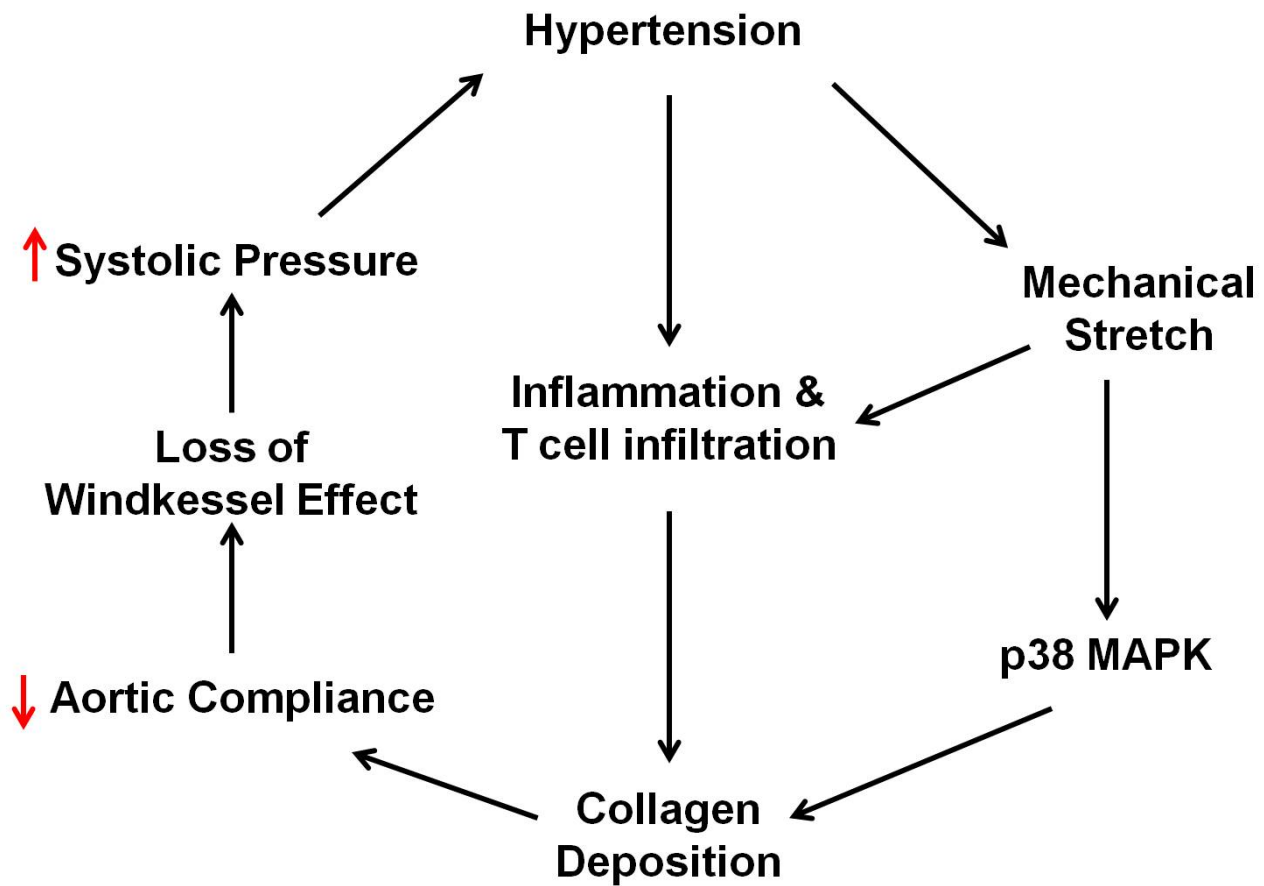 Hypertension
Systolic Pressure
Mechanical
Stretch
Inflammation &
T cell infiltration
Loss of
Windkessel Effect
p38 MAPK
Aortic Compliance
Collagen
Deposition